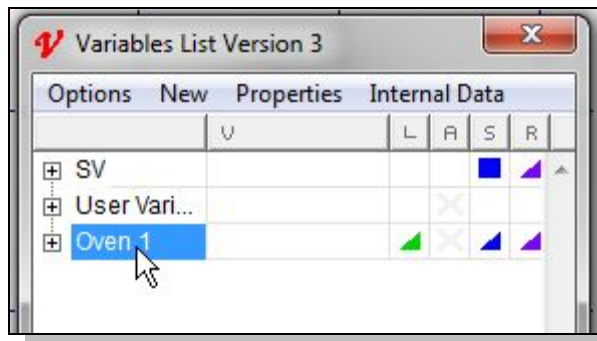 Variables List Version 3
Options New Properties Internal Data
V L A S R
SV
User Vari...
Oven 1